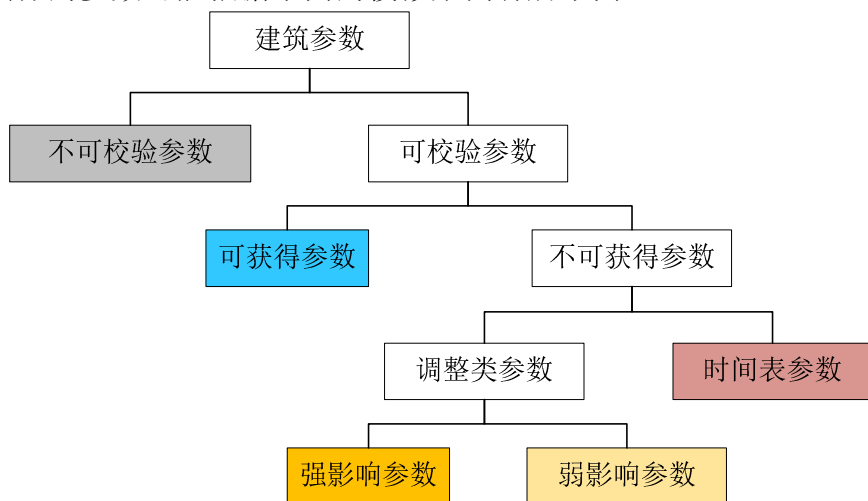 建筑参数
不可校验参数
可校验参数
可获得参数
不可获得参数
调整类参数
时间表参数
强影响参数
弱影响参数